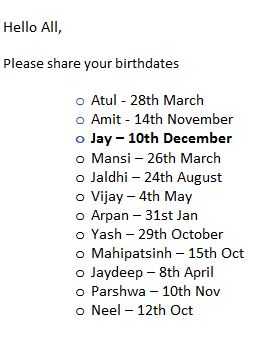 Hello All,
Please share your birthdates
o Atul - 28th March
o Amit - 14th November
o Jay – 10th December
o Mansi – 26th March
o Jaldhi – 24th August
o Vijay – 4th May
o Arpan – 31st Jan
o Yash – 29th October
o Mahipatsinh – 15th Oct
o Jaydeep – 8th April
o Parshwa – 10th Nov
o Neel – 12th Oct